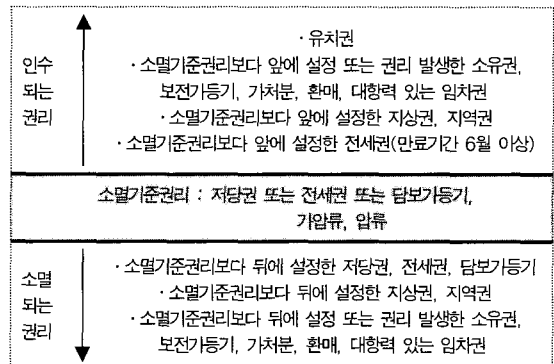 · 유치권
인수
되는
권리
· 소멸기준권리보다 앞에 설정 또는 권리 발생한 소유권,
보전가등기, 가처분, 환매, 대항력 있는 임차권
· 소멸기준권리보다 앞에 설정한 지상권, 지역권
· 소멸기준권리보다 앞에 설정한 전세권(만료기간 6월 이상)
소멸기준권리 : 저당권 또는 전세권 또는 담보가등기,
가압류, 압류
소멸
되는
권리
· 소멸기준권리보다 뒤에 설정한 저당권, 전세권, 담보가등기
· 소멸기준권리보다 뒤에 설정한 지상권, 지역권
· 소멸기준권리보다 뒤에 설정 또는 권리 발생한 소유권,
보전가등기, 가처분, 환매, 대항력 있는 임차권